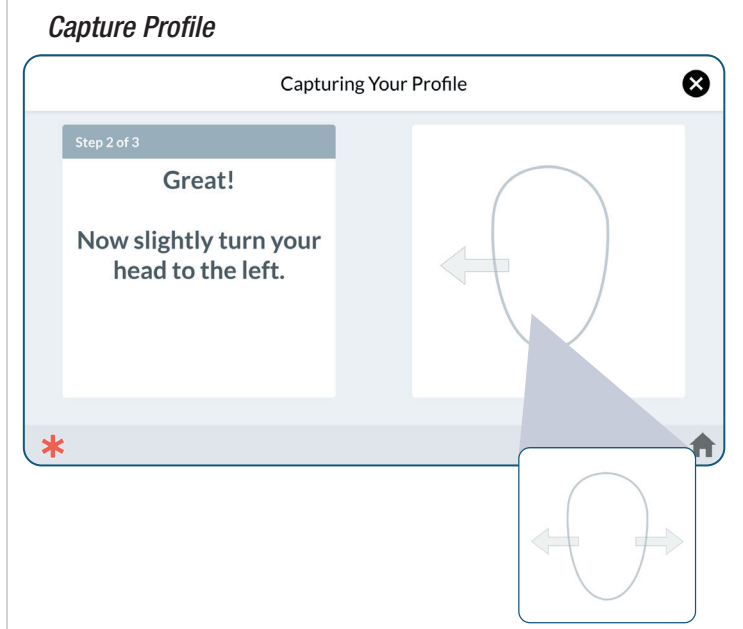 Capture Profile
Capturing Your Profile
Step 2 of 3
Great!
Now slightly turn your
head to the left.